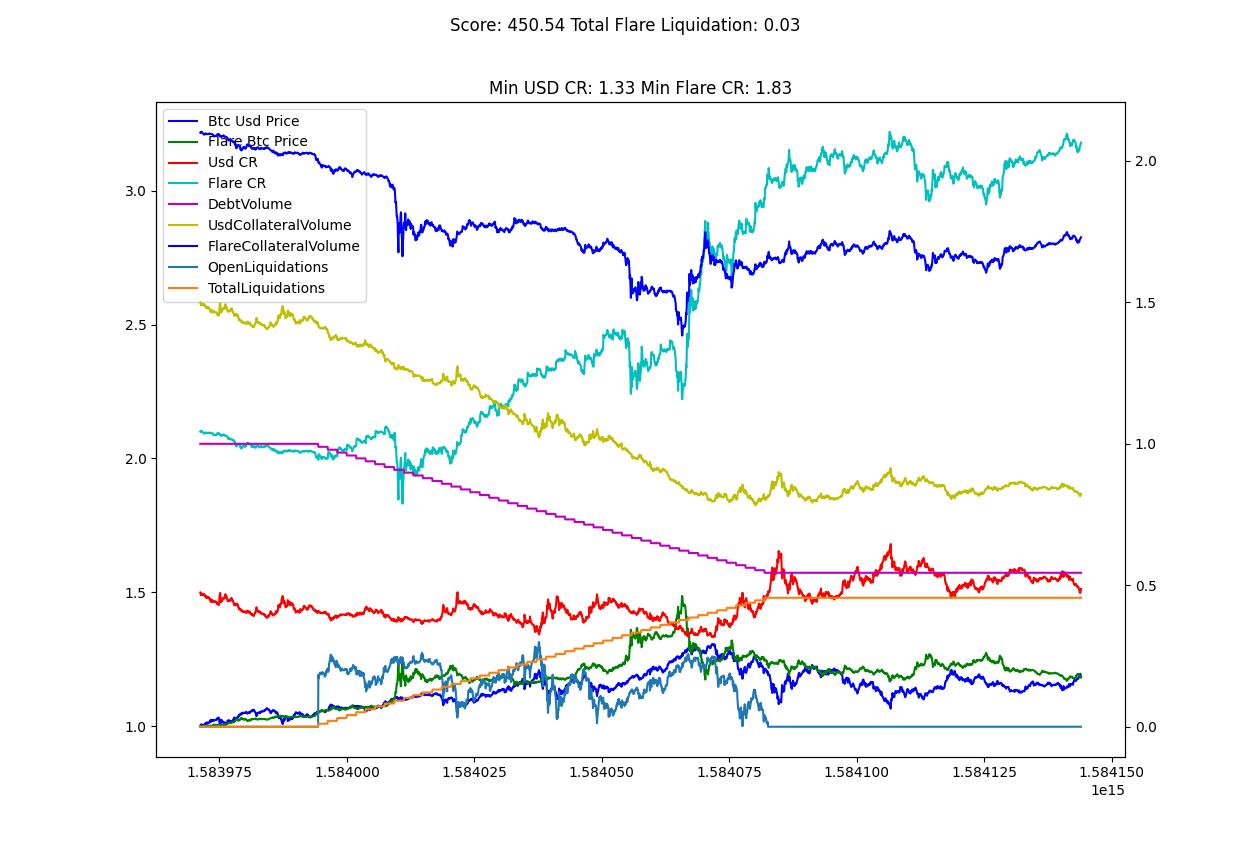 Score: 450.54 Total Flare Liquidation: 0.03
Min USD CR: 1.33 Min Flare CR: 1.83
Btc Usd Price
Flare Btc Price
Usd CR
Flare CR
DebtVolume
UsdCollateralVolume
FlareCollateralVolume
OpenLiquidations
TotalLiquidations
3.0
2.5
2.0
1.5
1.0
2.0
1.5
1.0
0.5
0.0
1.583975 1.584000 1.584025 1.584050 1.584075 1.584100 1.584125 1.584150
1e15